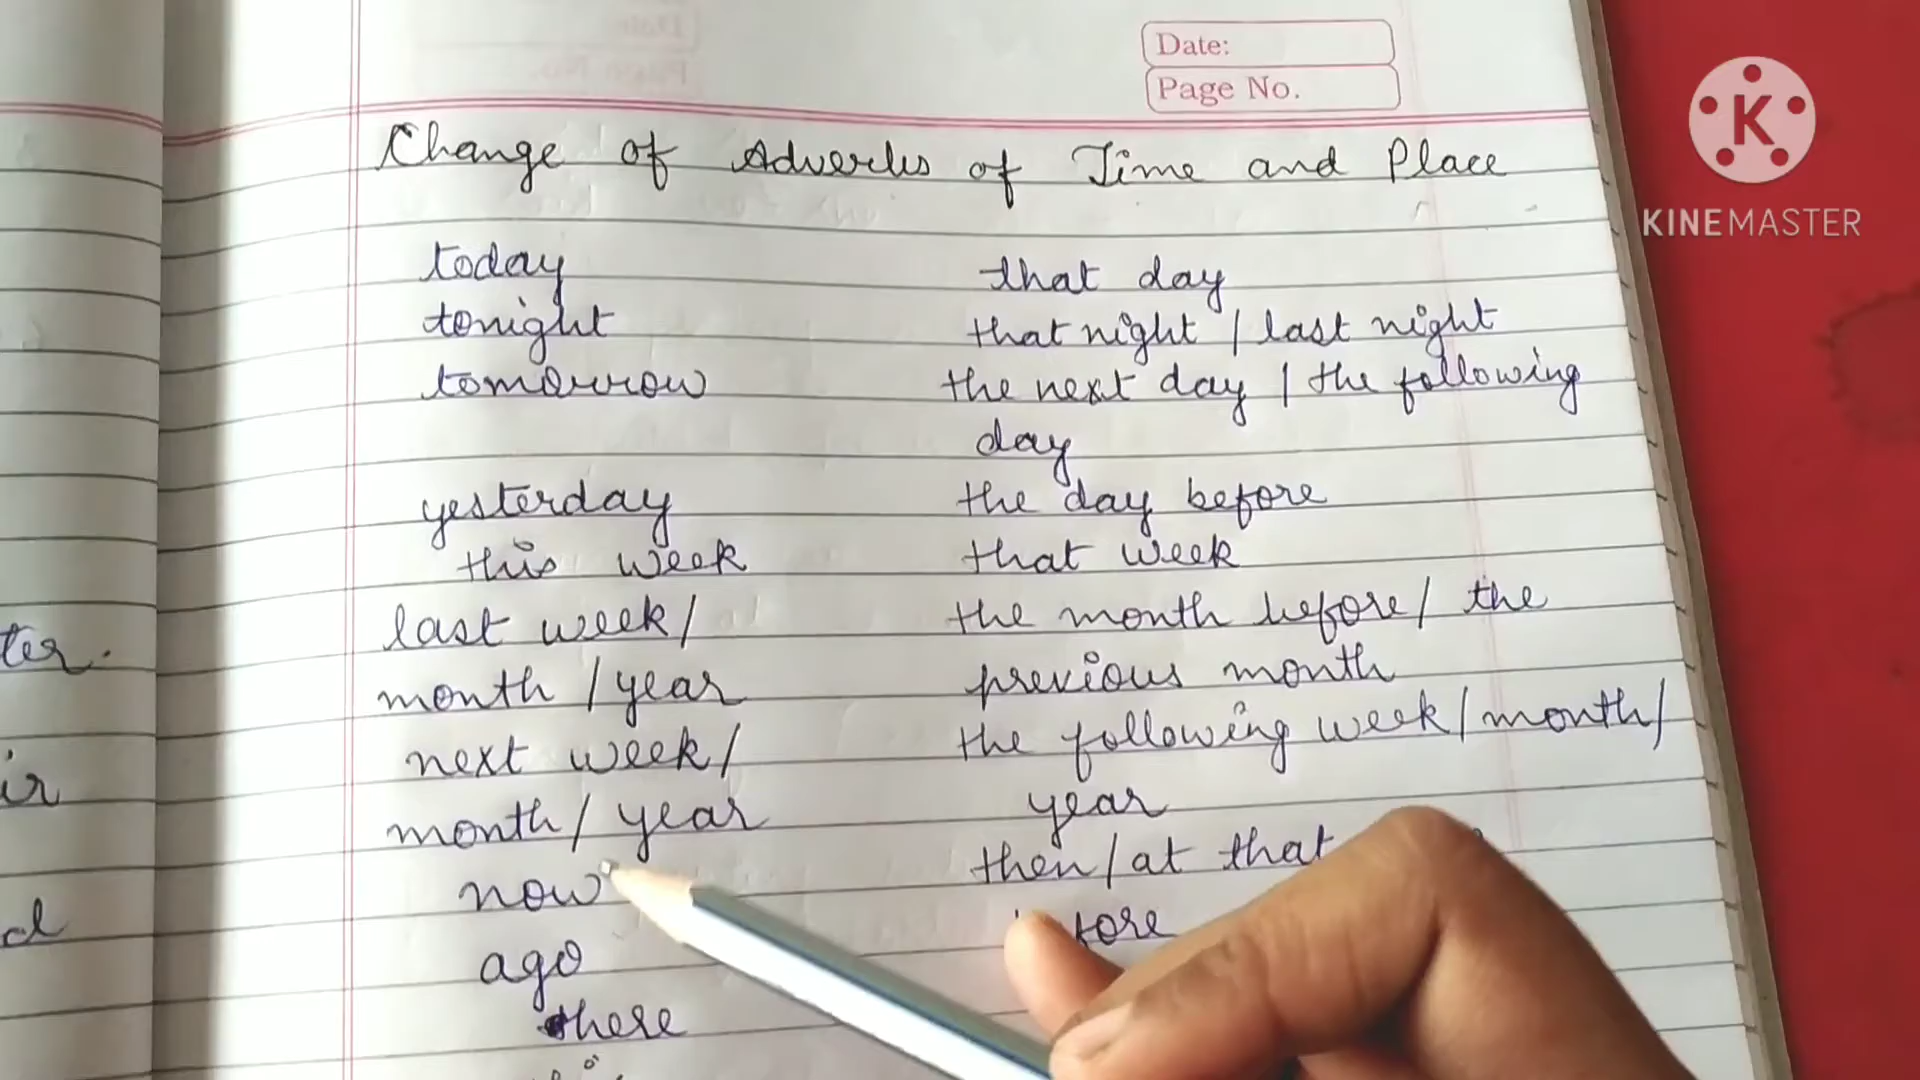 Date:
Page No.
K
KINEMASTER
Change of Adverbs of Time and Place
today that day
tonight that night / last night
tomorrow the next day / the following
day
yesterday the day before
this week that week
last week/ the month before/ the
month /year previous month
next week/ the following week/month/
month/ year year
now then/at that
ago
here
ter.
ir
d